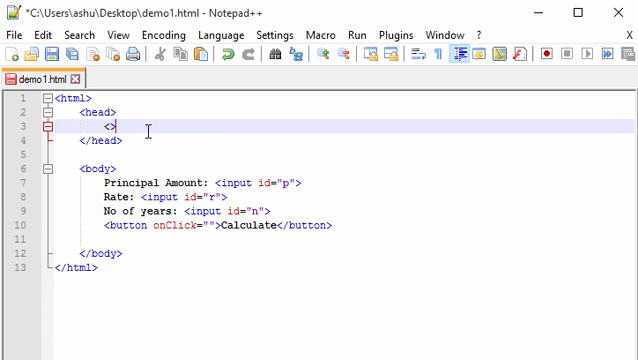 *C:\Users\ashu\Desktop\demo1.html - Notepad++
File Edit Search View Encoding Language Settings Tools Macro Run Plugins Window ?
demo1.html
1 <html>
2 <head>
3 <>
4 </head>
5
6 <body>
7 Principal Amount: <input id="p">
8 Rate: <input id="r">
9 No of years: <input id="n">
10 <button onClick="">Calculate</button>
11
12 </body>
13 </html>